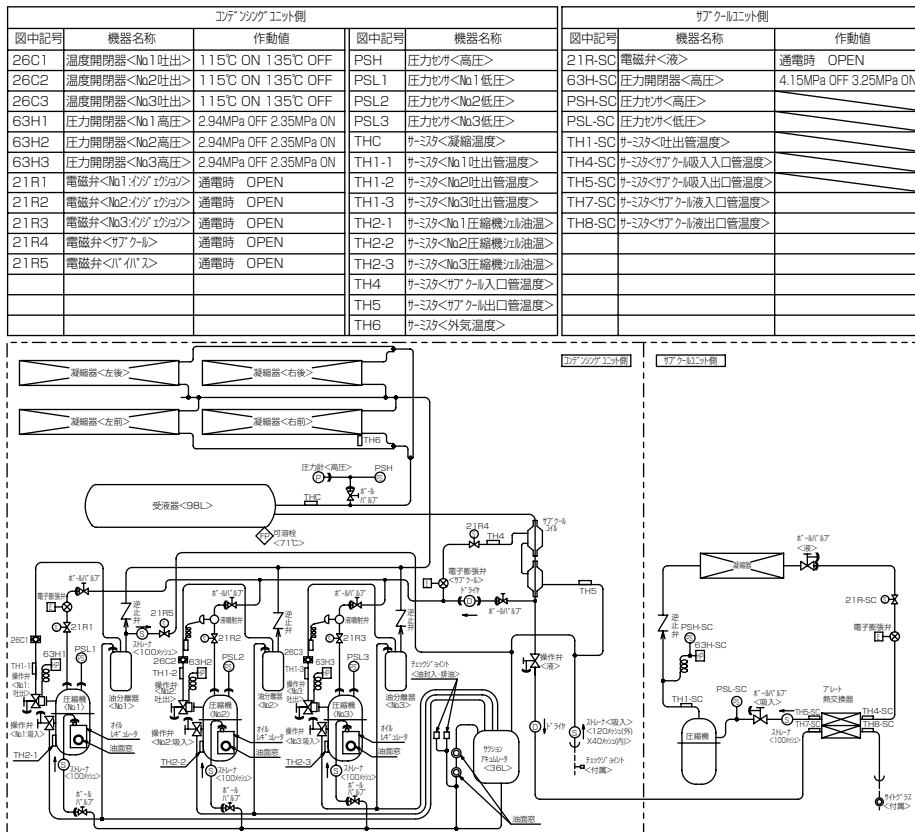 コンデンシングユニット側
図中記号 機器名称 作動値 図中記号 機器名称
26C1 温度開閉器<No.1吐出> 115℃ ON 135℃ OFF PSH 圧力センサ<高圧>
26C2 温度開閉器<No.2吐出> 115℃ ON 135℃ OFF PSL1 圧力センサ<No.1低圧>
26C3 温度開閉器<No.3吐出> 115℃ ON 135℃ OFF PSL2 圧力センサ<No.2低圧>
63H1 圧力開閉器<No.1高圧> 2.94MPa OFF 2.35MPa ON PSL3 圧力センサ<No.3低圧>
63H2 圧力開閉器<No.2高圧> 2.94MPa OFF 2.35MPa ON THC サーミスタ<凝縮温度>
63H3 圧力開閉器<No.3高圧> 2.94MPa OFF 2.35MPa ON TH1-1 サーミスタ<No.1吐出管温度>
21R1 電磁弁<No.1:インジェクション> 通電時 OPEN TH1-2 サーミスタ<No.2吐出管温度>
21R2 電磁弁<No.2:インジェクション> 通電時 OPEN TH1-3 サーミスタ<No.3吐出管温度>
21R3 電磁弁<No.3:インジェクション> 通電時 OPEN TH2-1 サーミスタ<No.1圧縮機シェル油温>
21R4 電磁弁<サブクール> 通電時 OPEN TH2-2 サーミスタ<No.2圧縮機シェル油温>
21R5 電磁弁<バイパス> 通電時 OPEN TH2-3 サーミスタ<No.3圧縮機シェル油温>
TH4 サーミスタ<サブクール入口管温度>
TH5 サーミスタ<サブクール出口管温度>
TH6 サーミスタ<外気温度>
サブクールユニット側
図中記号 機器名称 作動値
21R-SC 電磁弁<液> 通電時 OPEN
63H-SC 圧力開閉器<高圧> 4.15MPa OFF 3.25MPa ON
PSH-SC 圧力センサ<高圧>
PSL-SC 圧力センサ<低圧>
TH1-SC サーミスタ<吐出管温度>
TH4-SC サーミスタ<サブクール吸入入口管温度>
TH5-SC サーミスタ<サブクール吸入出口管温度>
TH7-SC サーミスタ<サブクール液入口管温度>
TH8-SC サーミスタ<サブクール液出口管温度>
コンデンシングユニット側
サブクールユニット側
凝縮器<左後>
凝縮器<右後>
凝縮器<左前>
凝縮器<右前>
TH6
圧力計<高圧>
PSH
P
S
ボール
バルブ
THC
受液器<98L>
FP
可溶栓
<71℃>
21R4
TH4
サブクール
コイル
電子膨張弁
<サブクール>
ドライヤ
ボールバルブ
TH5
ボールバルブ
電子膨張弁
21R1
逆止弁
21R5
ストレーナ
<100メッシュ>
ボールバルブ
液噴射弁
21R2
逆止弁
ボールバルブ
液噴射弁
21R3
逆止弁
26C1
63H1
PSL1
TH1-1
操作弁
<No.1:
吐出>
圧縮機
<No.1>
油分離器
<No.1>
操作弁
<No.1:吸入>
オイル
レギュレータ
油面窓
TH2-1
ストレーナ
<100メッシュ>
ボール
バルブ
26C2
63H2
PSL2
TH1-2
操作弁
<No.2:
吐出>
圧縮機
<No.2>
油分離器
<No.2>
操作弁
<No.2:吸入>
オイル
レギュレータ
油面窓
TH2-2
ストレーナ
<100メッシュ>
ボール
バルブ
26C3
63H3
PSL3
TH1-3
操作弁
<No.3:
吐出>
圧縮機
<No.3>
油分離器
<No.3>
操作弁
<No.3:吸入>
オイル
レギュレータ
油面窓
TH2-3
ストレーナ
<100メッシュ>
ボール
バルブ
チェックジョイント
<油封入・排油>
操作弁
<液>
ドライヤ
サクション
アキュムレータ
<36L>
油面窓
ストレーナ<吸入>
<120メッシュ(外)
X40メッシュ(内)>
チェックジョイント
<付属>
凝縮器
ボールバルブ
<液>
21R-SC
電子膨張弁
逆止弁
PSH-SC
63H-SC
TH1-SC
圧縮機
PSL-SC
ボールバルブ
<吸入>
ストレーナ
<100メッシュ>
プレート
熱交換器
TH5-SC
TH7-SC
TH4-SC
TH8-SC
サイトグラス
<付属>